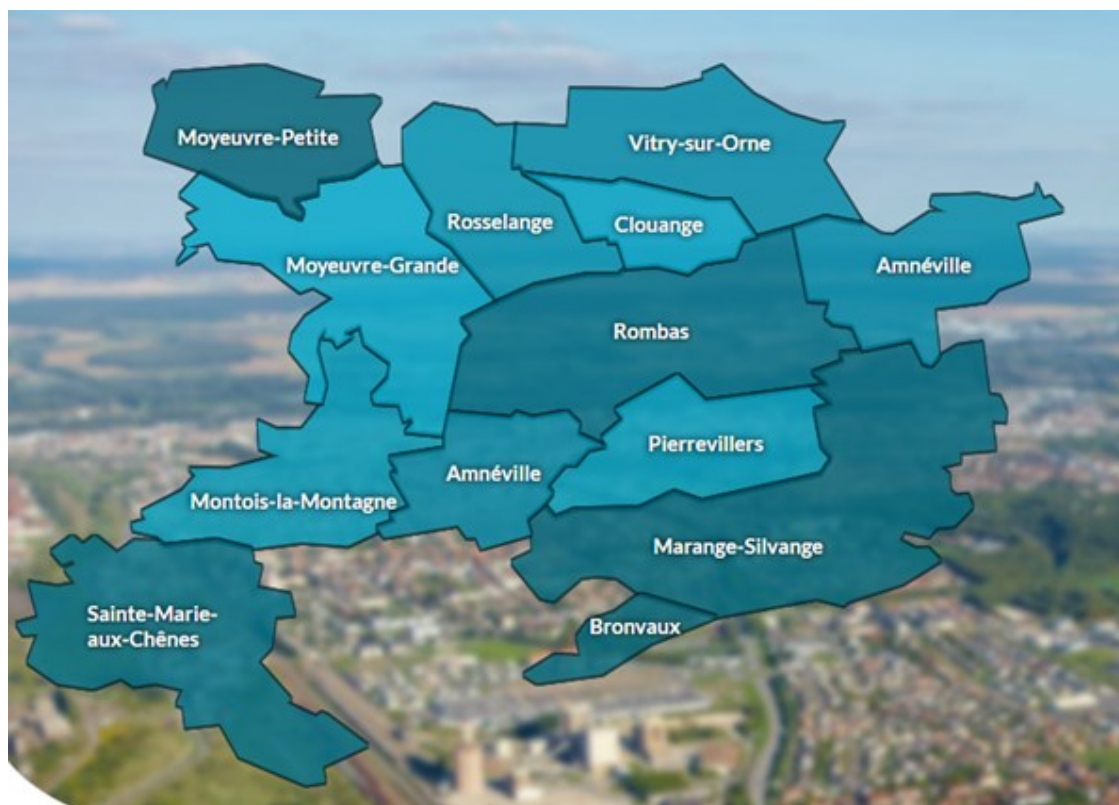 Moyeuvre-Petite
Vitry-sur-Orne
Rosselange
Clouange
Moyeuvre-Grande
Amnéville
Rombas
Pierrevillers
Amnéville
Montois-la-Montagne
Marange-Silvange
Sainte-Marie-
aux-Chênes
Bronvaux